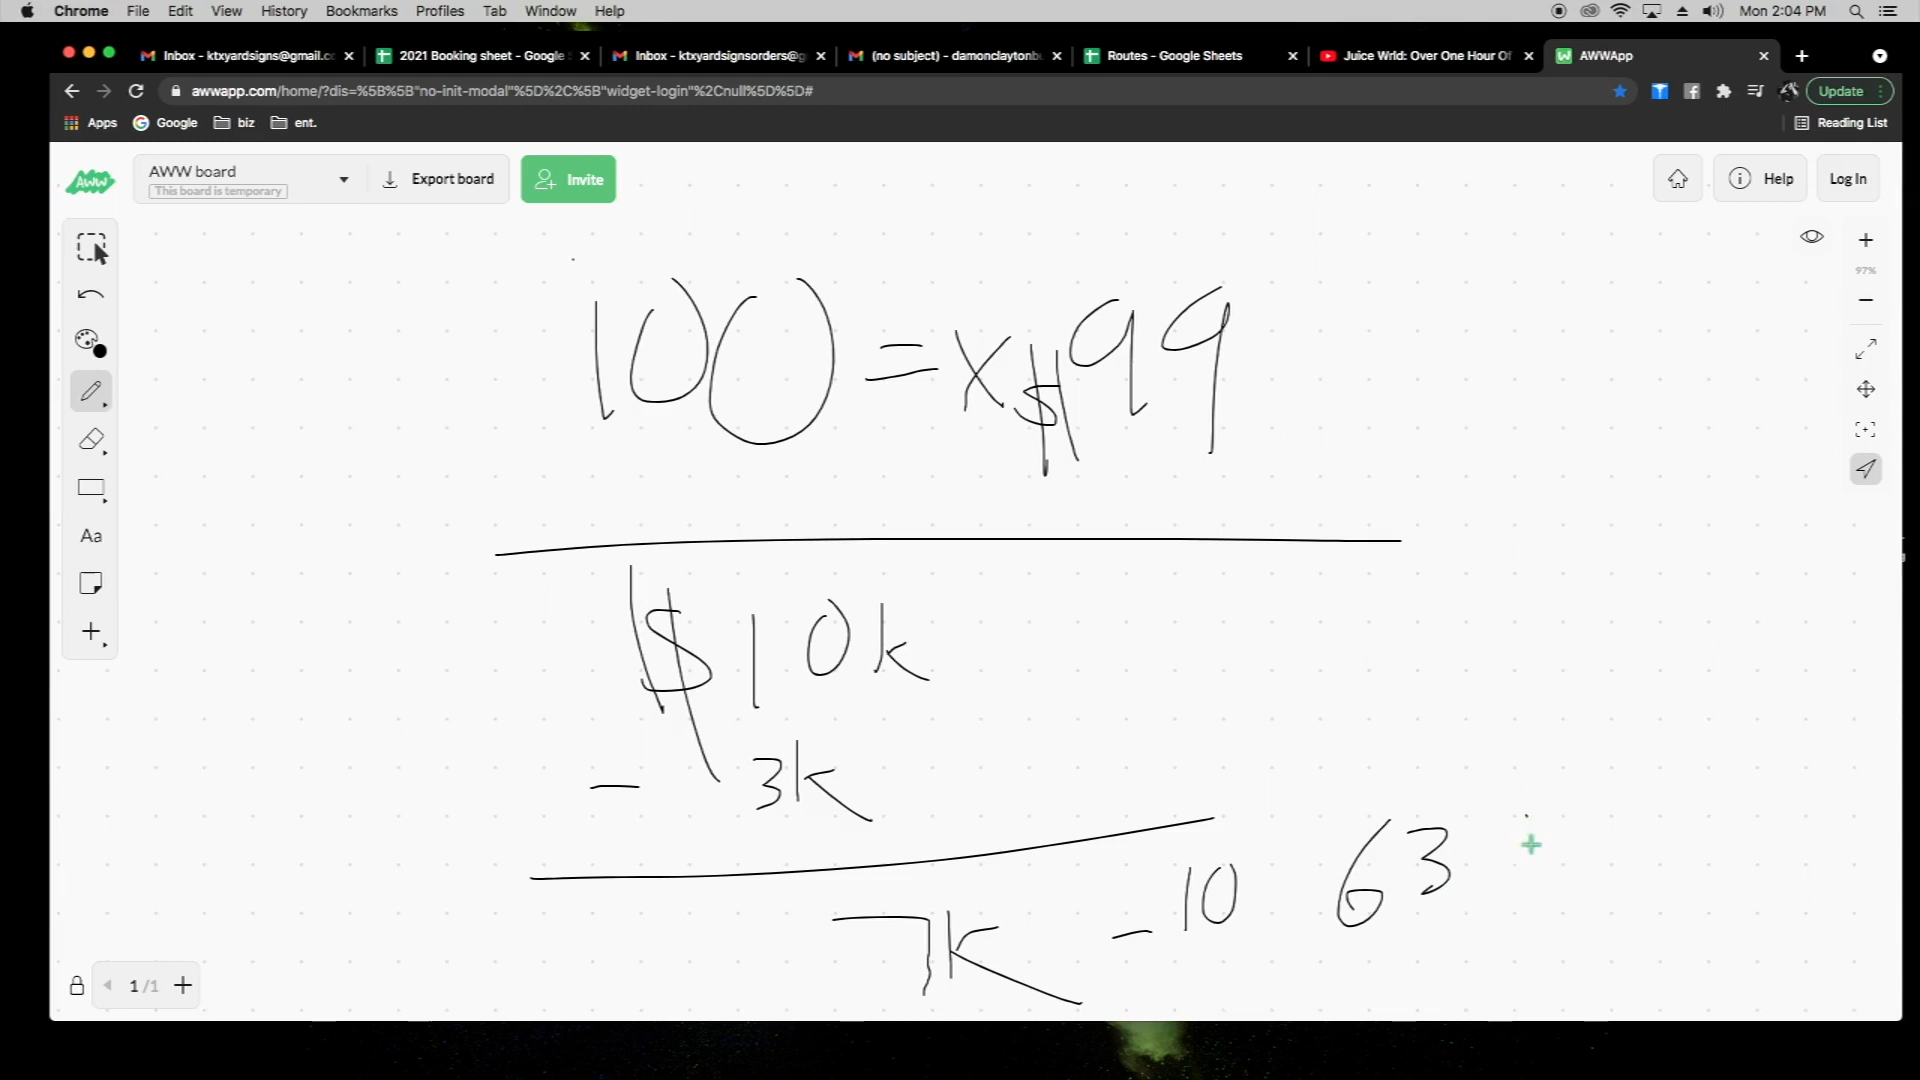 Chrome File Edit View History Bookmarks Profiles Tab Window Help Mon 2:04 PM
Inbox - ktxyardsigns@gmail.c 2021 Booking sheet - Google Inbox - ktxyardsignsorders@g (no subject) - damonclaytonb Routes - Google Sheets Juice Wrld: Over One Hour Of AWWApp
awwapp.com/home/?dis=%5B%5B"no-init-modal"%5D%2C%5B"widget-login"%2Cnull%5D%5D# Update
Apps Google biz ent. Reading List
AWW AWW board Export board Invite Help Log In
This board is temporary
97%
100 = x $199
Aa
$10k
- 3k
7k - 10 63
1/1